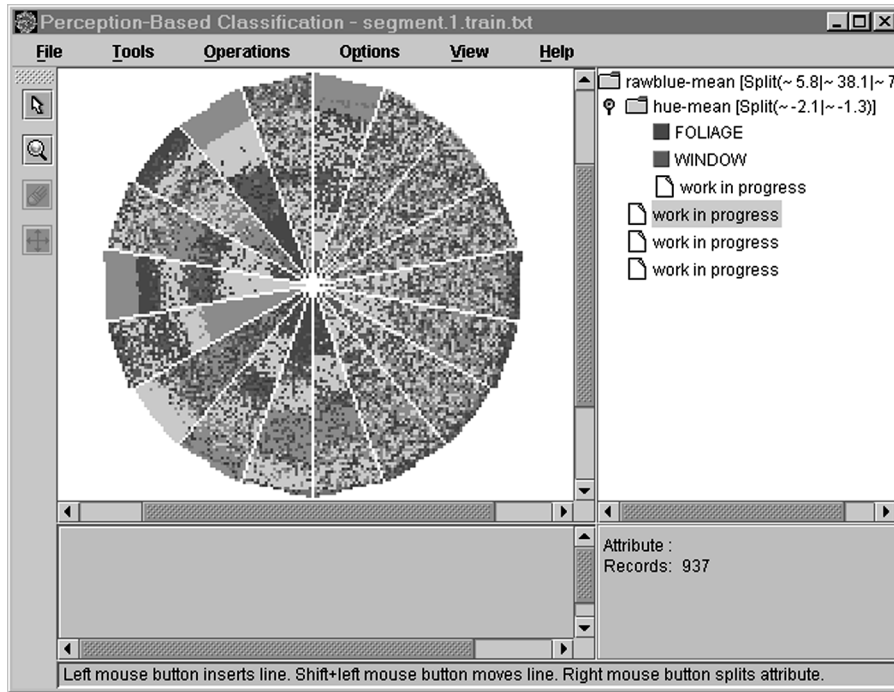 Perception-Based Classification - segment.1.train.txt
File Tools Operations Options View Help
rawblue-mean [Split(~ 5.8|~ 38.1|~ 7
hue-mean [Split(~ -2.1|~ -1.3)]
FOLIAGE
WINDOW
work in progress
work in progress
work in progress
work in progress
Attribute :
Records: 937
Left mouse button inserts line. Shift+left mouse button moves line. Right mouse button splits attribute.